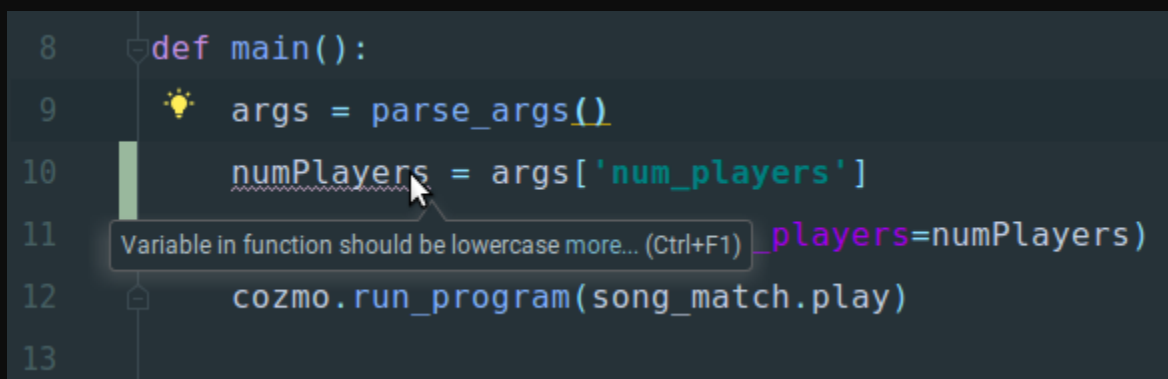 8 def main():
9 args = parse_args()
10 numPlayers = args['num_players']
11 _players=numPlayers)
Variable in function should be lowercase more... (Ctrl+F1)
12 cozmo.run_program(song_match.play)
13